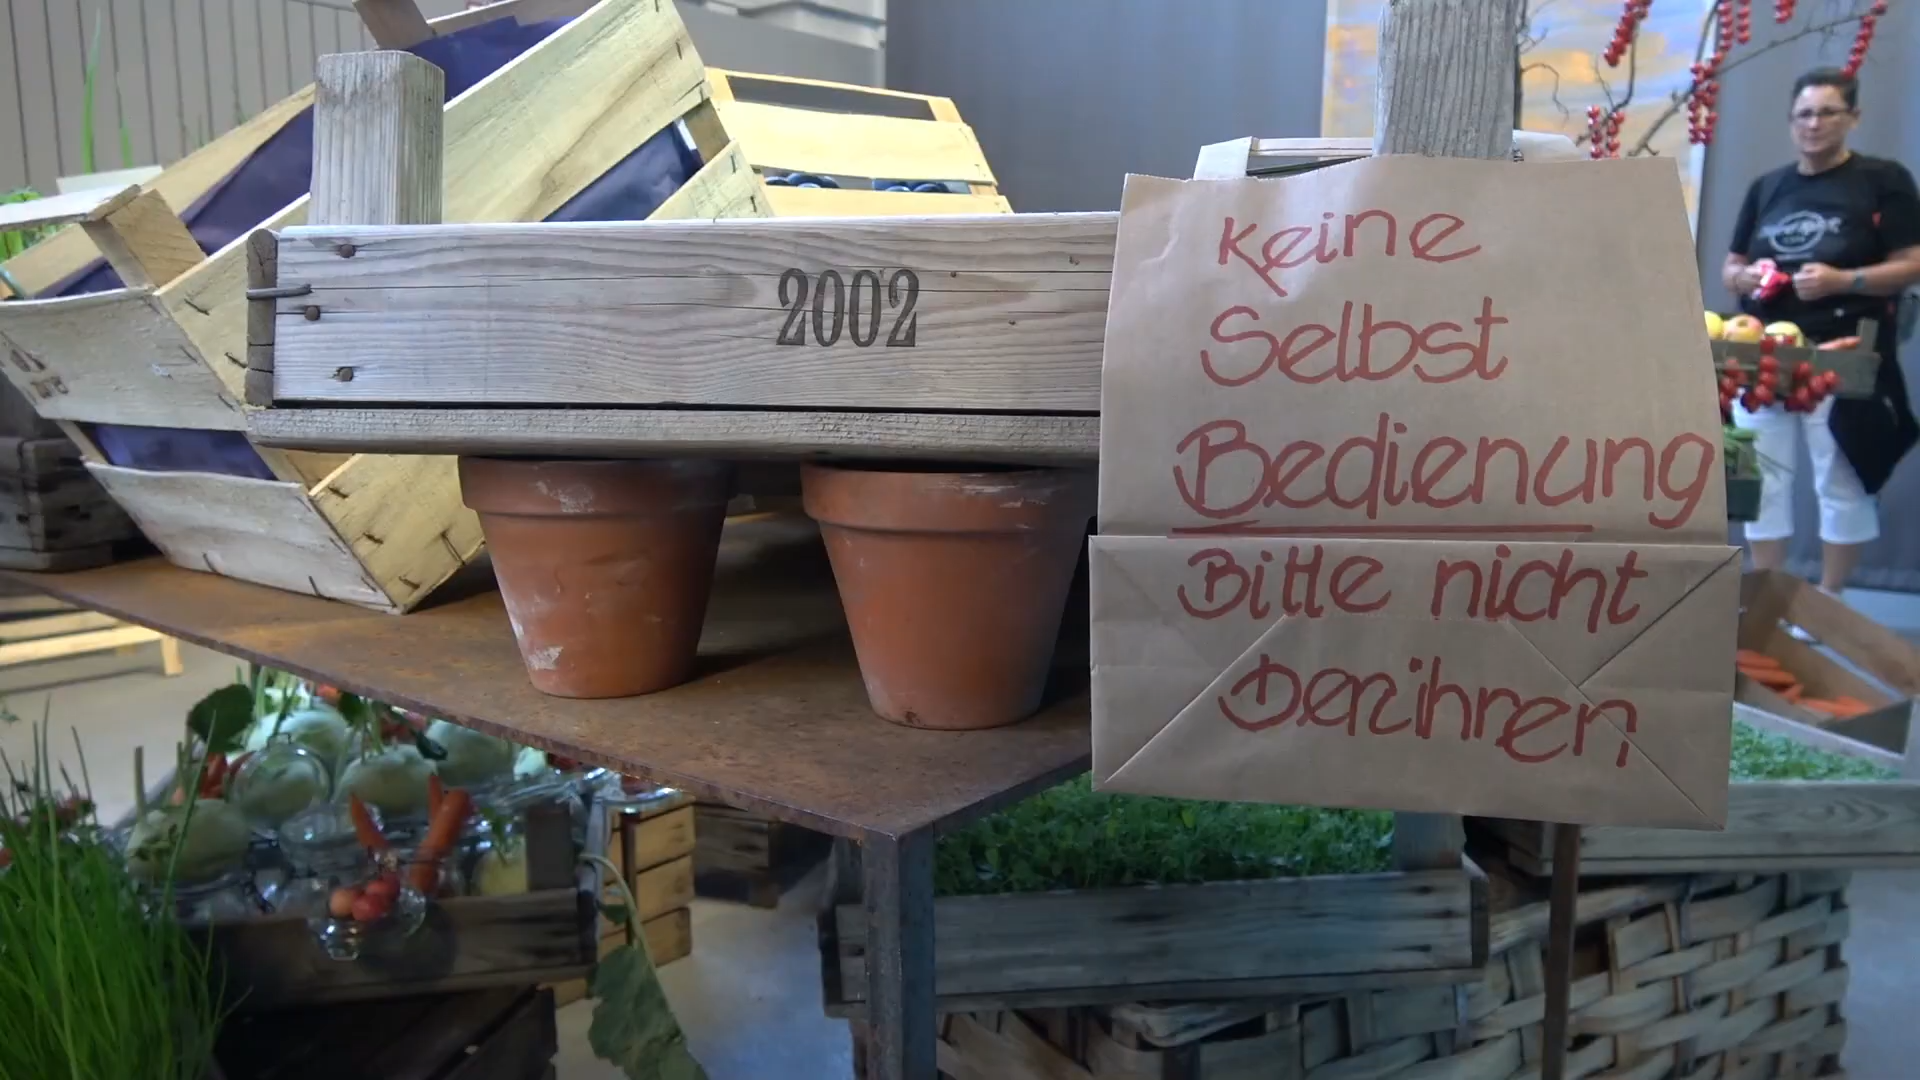 2002
Keine
Selbst
Bedienung
Bitte nicht
Berühren